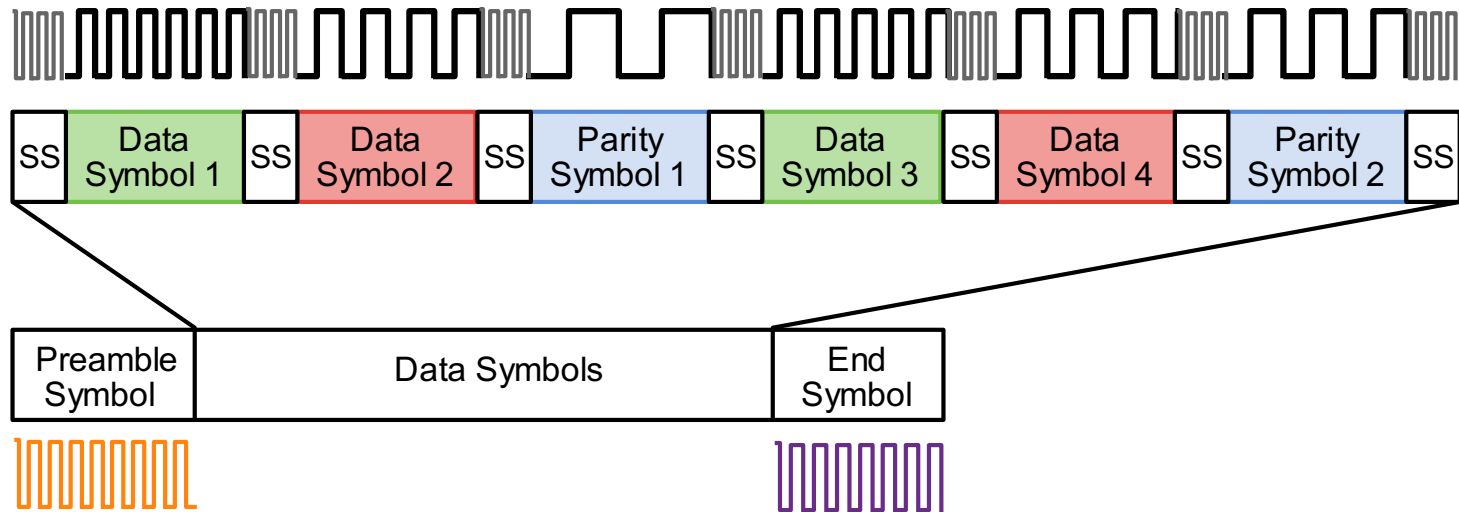 SS
Data
Symbol 1
SS
Data
Symbol 2
SS
Parity
Symbol 1
SS
Data
Symbol 3
SS
Data
Symbol 4
SS
Parity
Symbol 2
SS
Preamble
Symbol
Data Symbols
End
Symbol